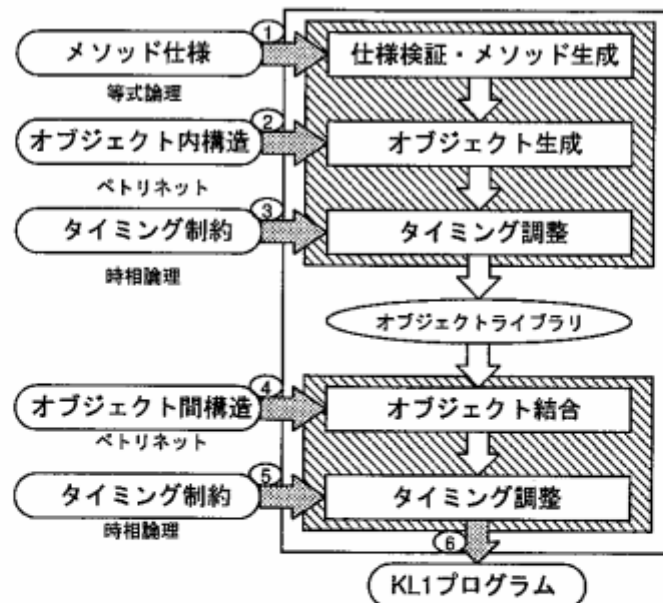 ①
メソッド仕様
仕様検証・メソッド生成
等式論理
②
オブジェクト内構造
オブジェクト生成
ペトリネット
③
タイミング制約
タイミング調整
時相論理
オブジェクトライブラリ
④
オブジェクト間構造
オブジェクト結合
ペトリネット
⑤
タイミング制約
タイミング調整
時相論理
⑥
KL1プログラム